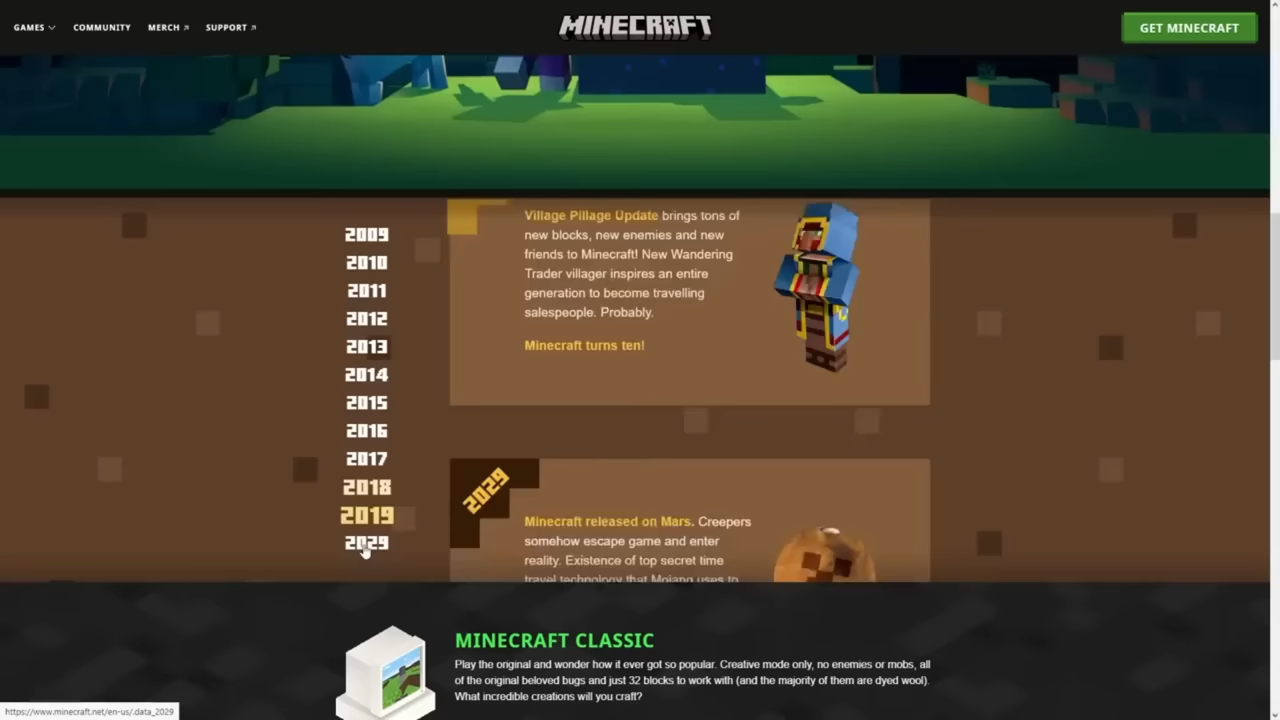 GAMES
COMMUNITY
MERCH
SUPPORT
MINECRAFT
GET MINECRAFT
2009
2010
2011
2012
2013
2014
2015
2016
2017
2018
2019
2029
Village Pillage Update brings tons of
new blocks, new enemies and new
friends to Minecraft! New Wandering
Trader villager inspires an entire
generation to become travelling
salespeople. Probably.
Minecraft turns ten!
2029
Minecraft released on Mars. Creepers
somehow escape game and enter
reality. Existence of top secret time
travel technology that Mojang uses to
MINECRAFT CLASSIC
Play the original and wonder how it ever got so popular. Creative mode only, no enemies or mobs, all
of the original beloved bugs and just 32 blocks to work with (and the majority of them are dyed wool).
What incredible creations will you craft?
https://www.minecraft.net/en-us/.data_2029